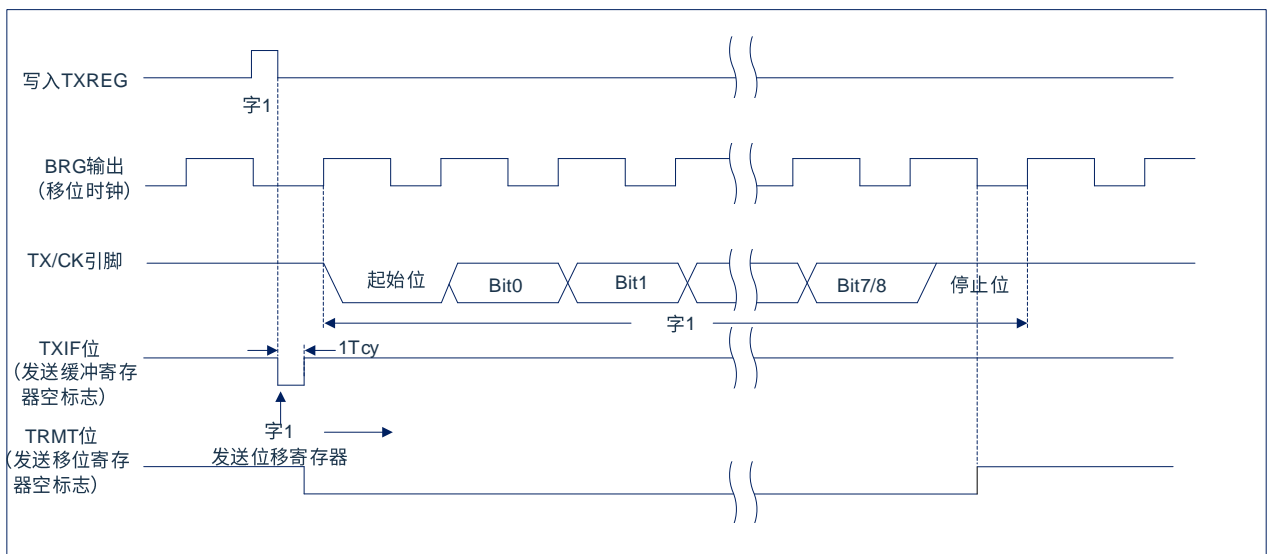 写入TXREG
字1
BRG输出
（移位时钟）
TX/CK引脚
起始位
Bit0
Bit1
Bit7/8
停止位
字1
TXIF位
（发送缓冲寄存
器空标志）
1Tcy
字1
发送位移寄存器
TRMT位
（发送移位寄存
器空标志）